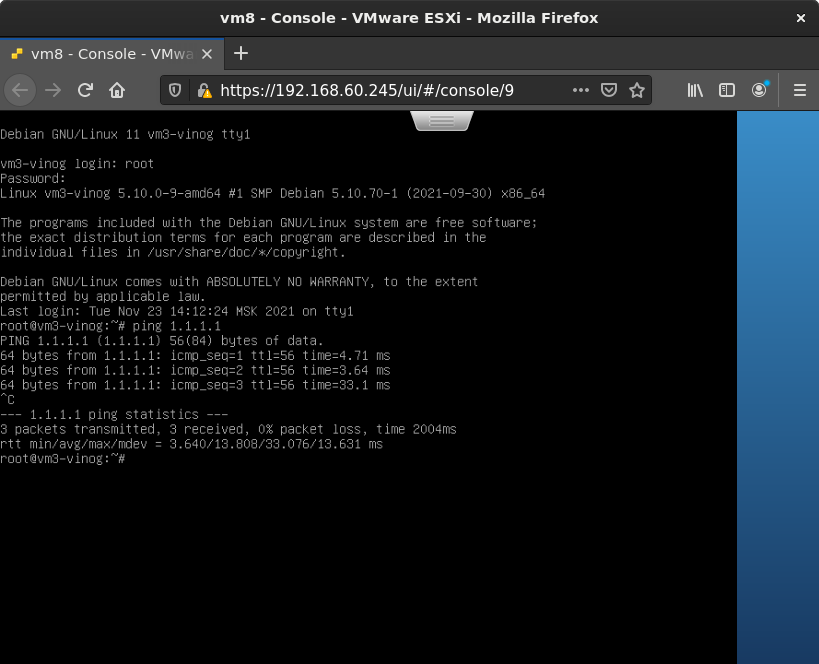 vm8 - Console - VMware ESXi - Mozilla Firefox
vm8 - Console - VMwa
https://192.168.60.245/ui/#/console/9
Debian GNU/Linux 11 vm3-vinog tty1
vm3-vinog login: root
Password:
Linux vm3-vinog 5.10.0-9-amd64 #1 SMP Debian 5.10.70-1 (2021-09-30) x86_64
The programs included with the Debian GNU/Linux system are free software;
the exact distribution terms for each program are described in the
individual files in /usr/share/doc/*/copyright.
Debian GNU/Linux comes with ABSOLUTELY NO WARRANTY, to the extent
permitted by applicable law.
Last login: Tue Nov 23 14:12:24 MSK 2021 on tty1
root@vm3-vinog:~# ping 1.1.1.1
PING 1.1.1.1 (1.1.1.1) 56(84) bytes of data.
64 bytes from 1.1.1.1: icmp_seq=1 ttl=56 time=4.71 ms
64 bytes from 1.1.1.1: icmp_seq=2 ttl=56 time=3.64 ms
64 bytes from 1.1.1.1: icmp_seq=3 ttl=56 time=33.1 ms
^C
--- 1.1.1.1 ping statistics ---
3 packets transmitted, 3 received, 0% packet loss, time 2004ms
rtt min/avg/max/mdev = 3.640/13.808/33.076/13.631 ms
root@vm3-vinog:~#